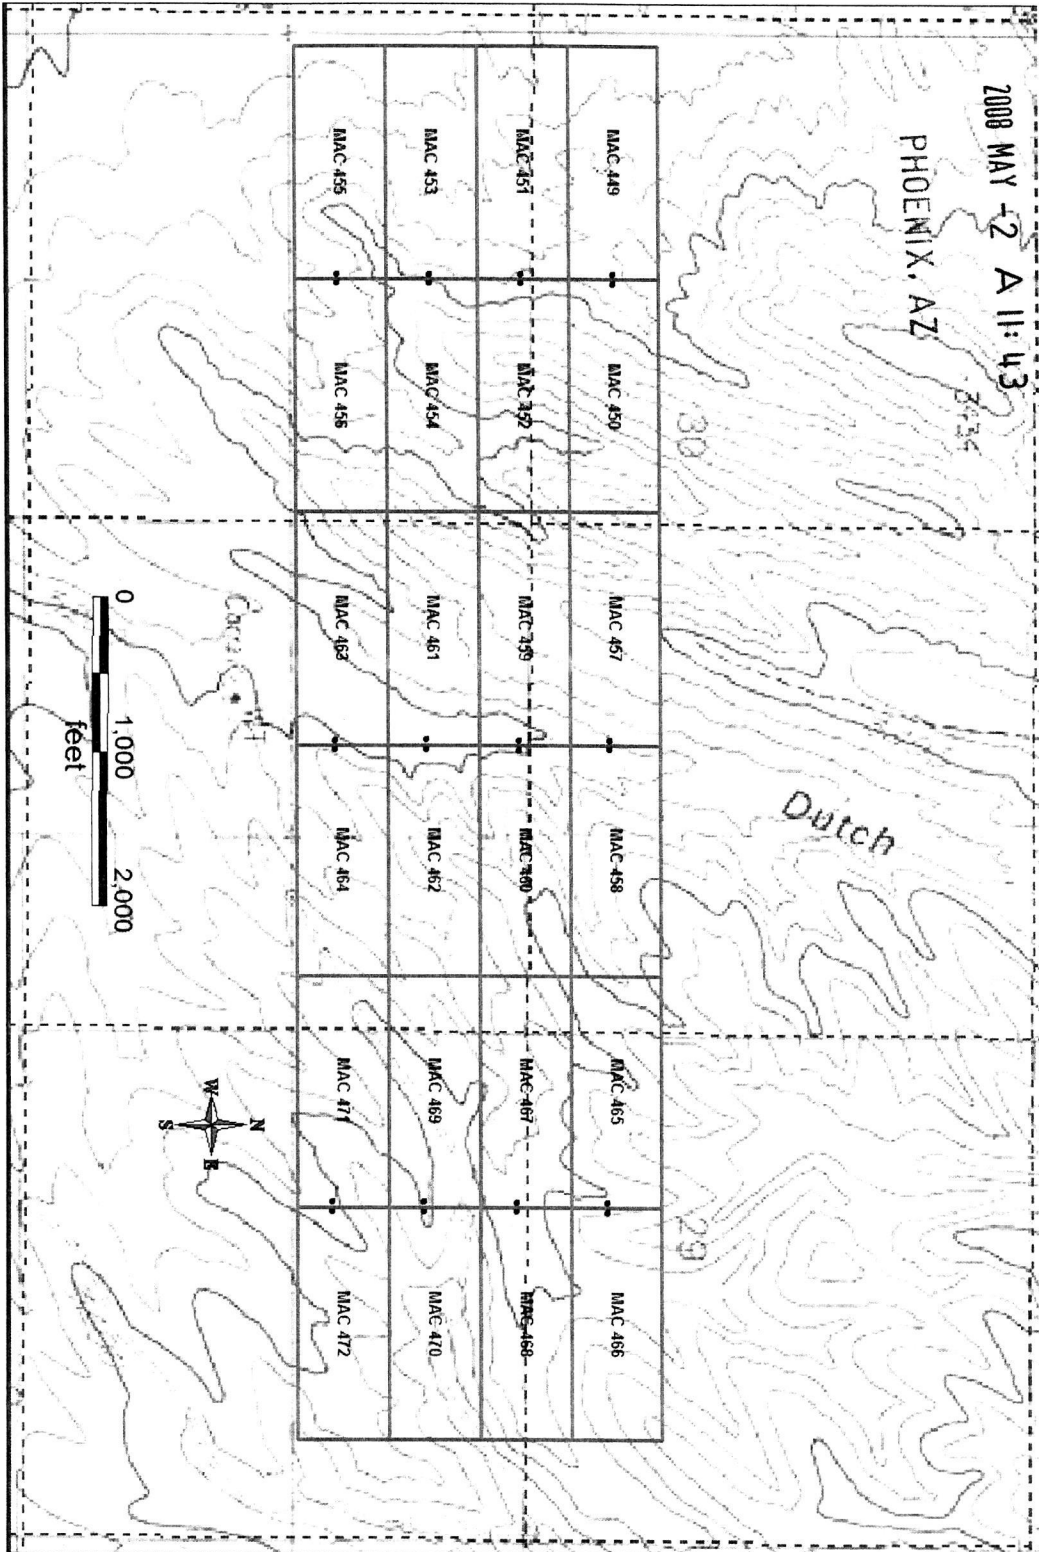 2008 MAY -2 A 11:43
PHOENIX, AZ
3434
30
Dutch
29
MAC 449
MAC 450
MAC 457
MAC 458
MAC 465
MAC 466
MAC 451
MAC 452
MAC 459
MAC 460
MAC 467
MAC 468
MAC 453
MAC 454
MAC 461
MAC 462
MAC 469
MAC 470
MAC 455
MAC 456
MAC 463
MAC 464
MAC 471
MAC 472
N
W
E
S
0
1,000
2,000
feet